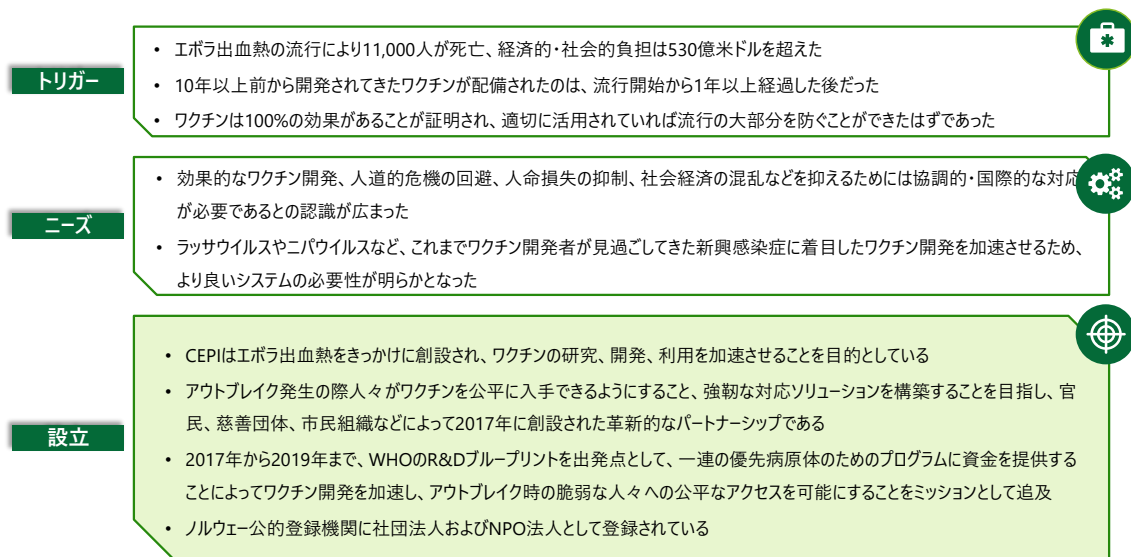 トリガー
• エボラ出血熱の流行により11,000人が死亡、経済的・社会的負担は530億米ドルを超えた
• 10年以上前から開発されてきたワクチンが配備されたのは、流行開始から1年以上経過した後だった
• ワクチンは100%の効果があることが証明され、適切に活用されていれば流行の大部分を防ぐことができたはずであった
ニーズ
• 効果的なワクチン開発、人道的危機の回避、人命損失の抑制、社会経済の混乱などを抑えるためには協調的・国際的な対応
が必要であるとの認識が広まった
• ラッサウイルスやニパウイルスなど、これまでワクチン開発者が見過ごしてきた新興感染症に着目したワクチン開発を加速させるため、
より良いシステムの必要性が明らかとなった
設立
• CEPIはエボラ出血熱をきっかけに創設され、ワクチンの研究、開発、利用を加速させることを目的としている
• アウトブレイク発生の際人々がワクチンを公平に入手できるようにすること、強靭な対応ソリューションを構築することを目指し、官
民、慈善団体、市民組織などによって2017年に創設された革新的なパートナーシップである
• 2017年から2019年まで、WHOのR&Dブループリントを出発点として、一連の優先病原体のためのプログラムに資金を提供する
ことによってワクチン開発を加速し、アウトブレイク時の脆弱な人々への公平なアクセスを可能にすることをミッションとして追及
• ノルウェー公的登録機関に社団法人およびNPO法人として登録されている